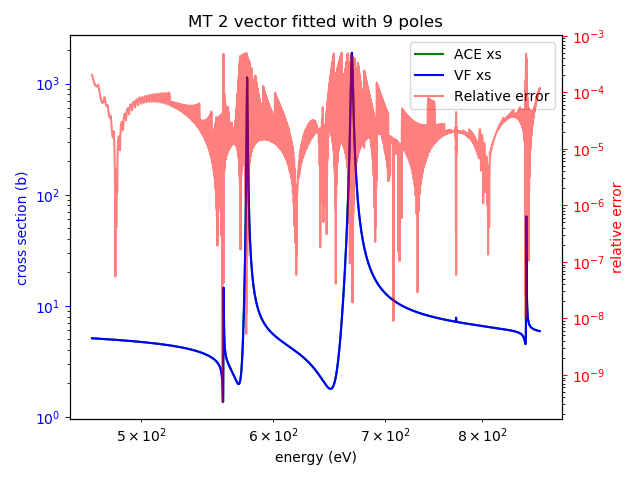 MT 2 vector fitted with 9 poles
ACE xs
VF xs
Relative error
cross section (b)
10³
10²
10¹
10⁰
relative error
10⁻³
10⁻⁴
10⁻⁵
10⁻⁶
10⁻⁷
10⁻⁸
10⁻⁹
5 × 10²
6 × 10²
7 × 10²
8 × 10²
energy (eV)